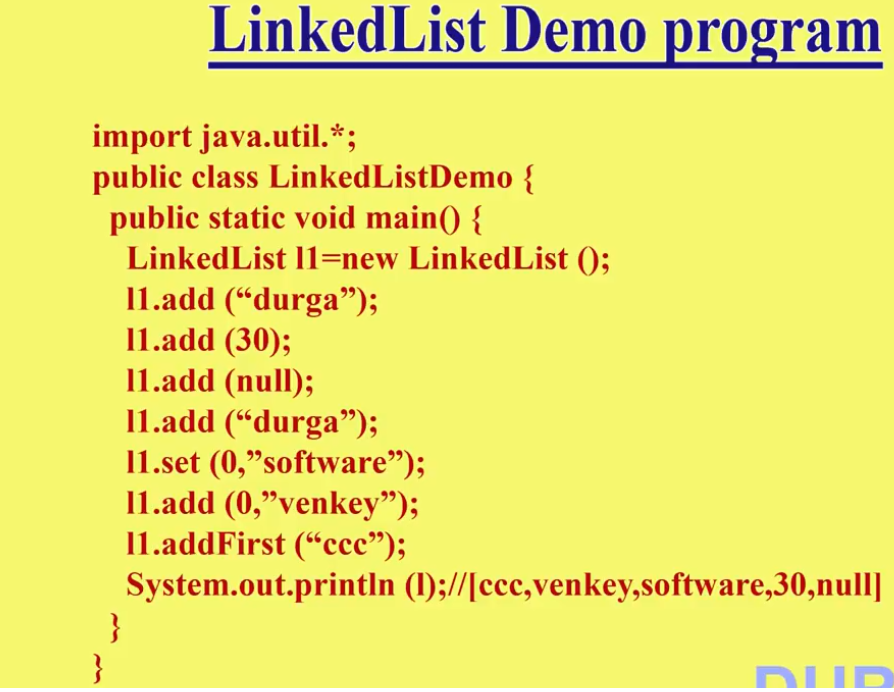 LinkedList Demo program
import java.util.*;
public class LinkedListDemo {
public static void main() {
LinkedList l1=new LinkedList ();
l1.add (“durga”);
l1.add (30);
l1.add (null);
l1.add (“durga”);
l1.set (0,”software”);
l1.add (0,”venkey”);
l1.addFirst (“ccc”);
System.out.println (l);//[ccc,venkey,software,30,null]
}
}